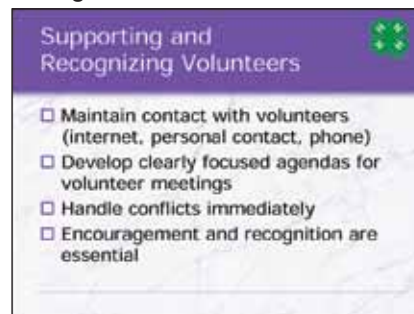 Supporting and
Recognizing Volunteers
Maintain contact with volunteers
(internet, personal contact, phone)
Develop clearly focused agendas for
volunteer meetings
Handle conflicts immediately
Encouragement and recognition are
essential